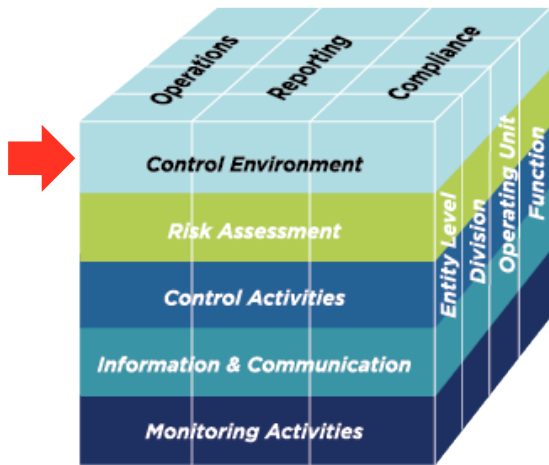 Operations
Reporting
Compliance
Control Environment
Risk Assessment
Control Activities
Information & Communication
Monitoring Activities
Entity Level
Division
Operating Unit
Function